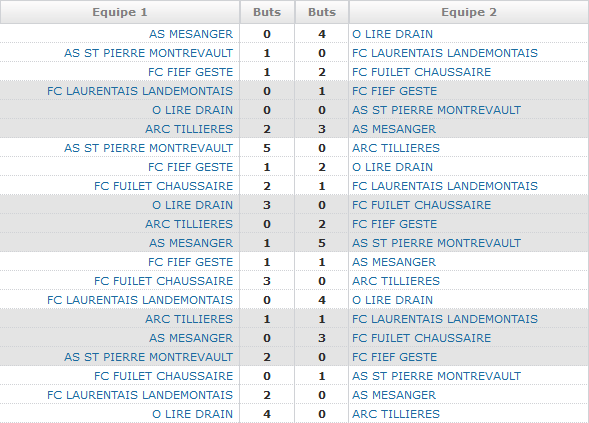 Equipe 1 Buts Buts Equipe 2
AS MESANGER 0 4 O LIRE DRAIN
AS ST PIERRE MONTREVAULT 1 0 FC LAURENTAIS LANDEMONTAIS
FC FIEF GESTE 1 2 FC FUILET CHAUSSAIRE
FC LAURENTAIS LANDEMONTAIS 0 1 FC FIEF GESTE
O LIRE DRAIN 0 0 AS ST PIERRE MONTREVAULT
ARC TILLIERES 2 3 AS MESANGER
AS ST PIERRE MONTREVAULT 5 0 ARC TILLIERES
FC FIEF GESTE 1 2 O LIRE DRAIN
FC FUILET CHAUSSAIRE 2 1 FC LAURENTAIS LANDEMONTAIS
O LIRE DRAIN 3 0 FC FUILET CHAUSSAIRE
ARC TILLIERES 0 2 FC FIEF GESTE
AS MESANGER 1 5 AS ST PIERRE MONTREVAULT
FC FIEF GESTE 1 1 AS MESANGER
FC FUILET CHAUSSAIRE 3 0 ARC TILLIERES
FC LAURENTAIS LANDEMONTAIS 0 4 O LIRE DRAIN
ARC TILLIERES 1 1 FC LAURENTAIS LANDEMONTAIS
AS MESANGER 0 3 FC FUILET CHAUSSAIRE
AS ST PIERRE MONTREVAULT 2 0 FC FIEF GESTE
FC FUILET CHAUSSAIRE 0 1 AS ST PIERRE MONTREVAULT
FC LAURENTAIS LANDEMONTAIS 2 0 AS MESANGER
O LIRE DRAIN 4 0 ARC TILLIERES